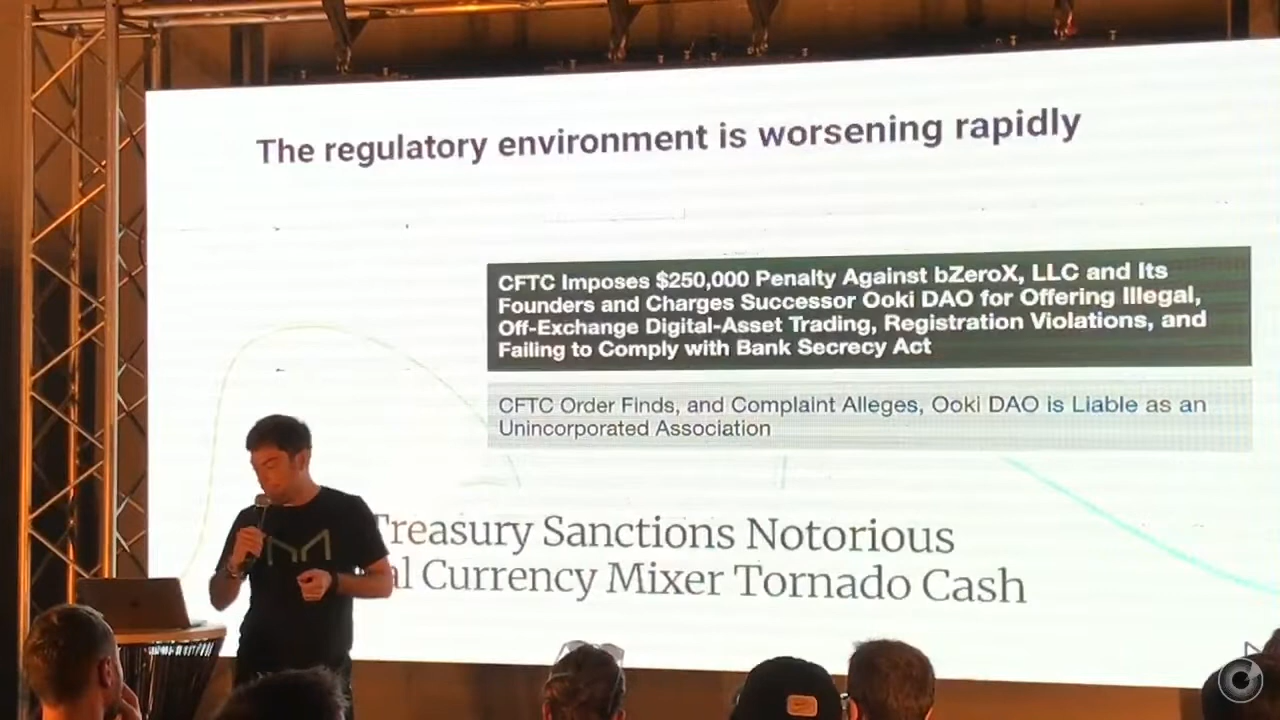 The regulatory environment is worsening rapidly
CFTC Imposes $250,000 Penalty Against bZeroX, LLC and Its
Founders and Charges Successor Ooki DAO for Offering Illegal,
Off-Exchange Digital-Asset Trading, Registration Violations, and
Failing to Comply with Bank Secrecy Act
CFTC Order Finds, and Complaint Alleges, Ooki DAO is Liable as an
Unincorporated Association
Treasury Sanctions Notorious
Currency Mixer Tornado Cash